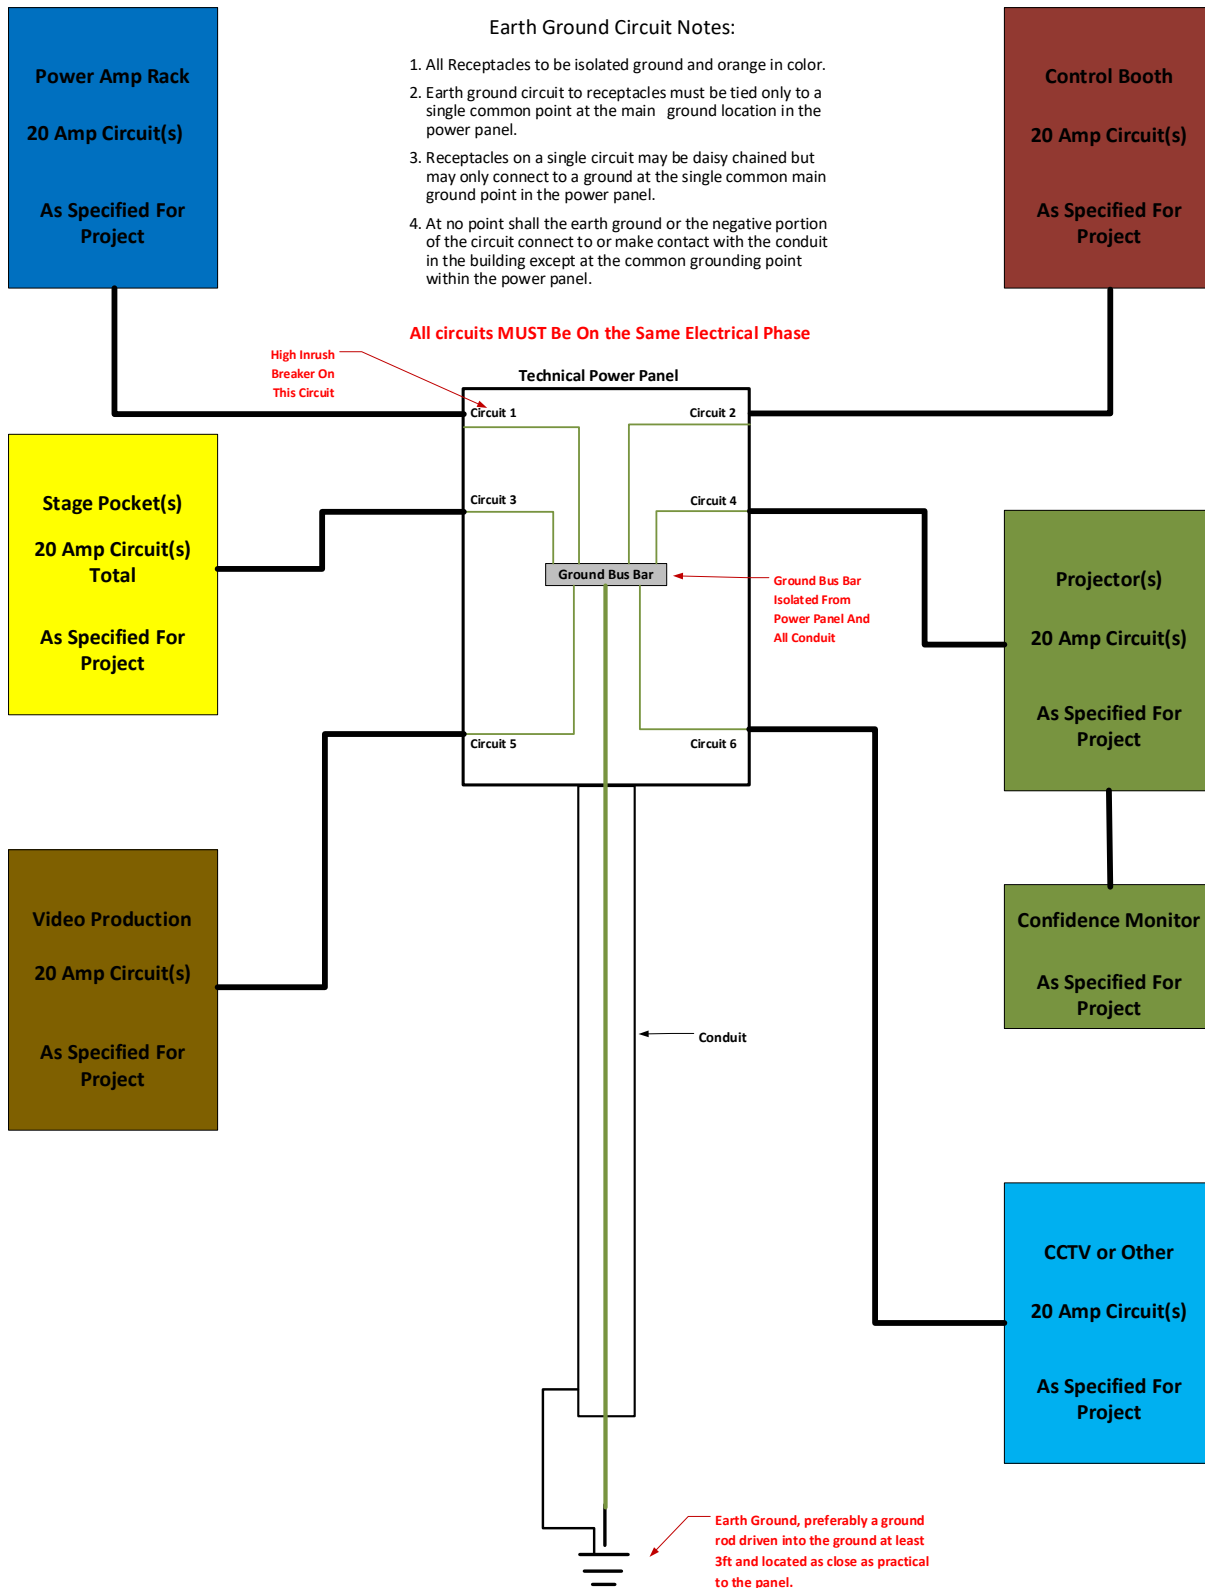 Earth Ground Circuit Notes:
1. All Receptacles to be isolated ground and orange in color.
2. Earth ground circuit to receptacles must be tied only to a
single common point at the main ground location in the
power panel.
3. Receptacles on a single circuit may be daisy chained but
may only connect to a ground at the single common main
ground point in the power panel.
4. At no point shall the earth ground or the negative portion
of the circuit connect to or make contact with the conduit
in the building except at the common grounding point
within the power panel.
All circuits MUST Be On the Same Electrical Phase
Power Amp Rack
20 Amp Circuit(s)
As Specified For
Project
Control Booth
20 Amp Circuit(s)
As Specified For
Project
High Inrush
Breaker On
This Circuit
Technical Power Panel
Circuit 1
Circuit 2
Circuit 3
Circuit 4
Ground Bus Bar
Circuit 5
Circuit 6
Ground Bus Bar
Isolated From
Power Panel And
All Conduit
Stage Pocket(s)
20 Amp Circuit(s)
Total
As Specified For
Project
Projector(s)
20 Amp Circuit(s)
As Specified For
Project
Video Production
20 Amp Circuit(s)
As Specified For
Project
Confidence Monitor
As Specified For
Project
Conduit
CCTV or Other
20 Amp Circuit(s)
As Specified For
Project
Earth Ground, preferably a ground
rod driven into the ground at least
3ft and located as close as practical
to the panel.